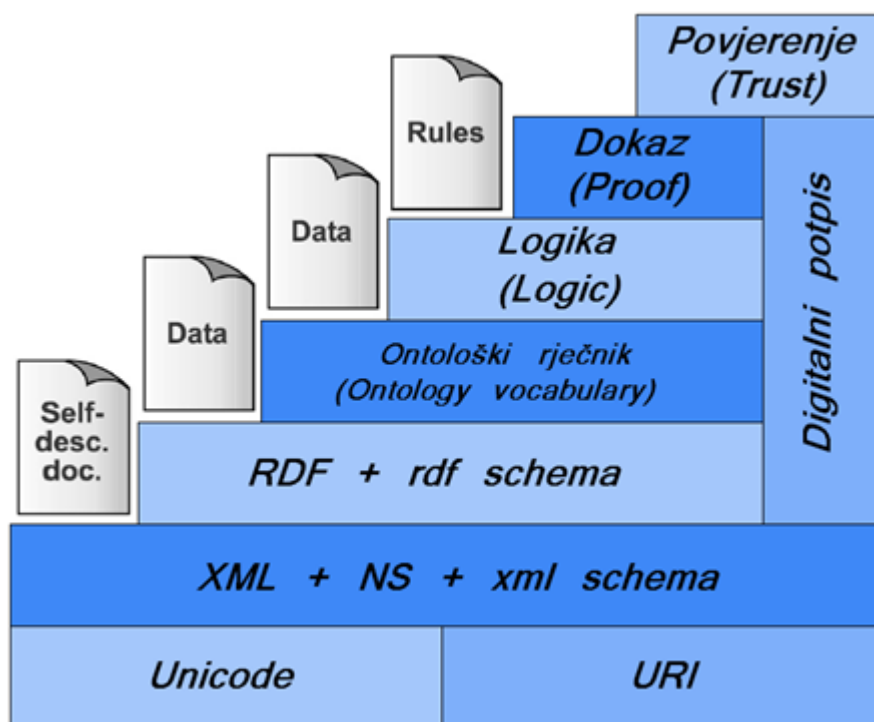 Povjerenje
(Trust)
Rules
Dokaz
(Proof)
Digitalni potpis
Data
Logika
(Logic)
Data
Ontološki rječnik
(Ontology vocabulary)
Self-
desc.
doc.
RDF + rdf schema
XML + NS + xml schema
Unicode
URI